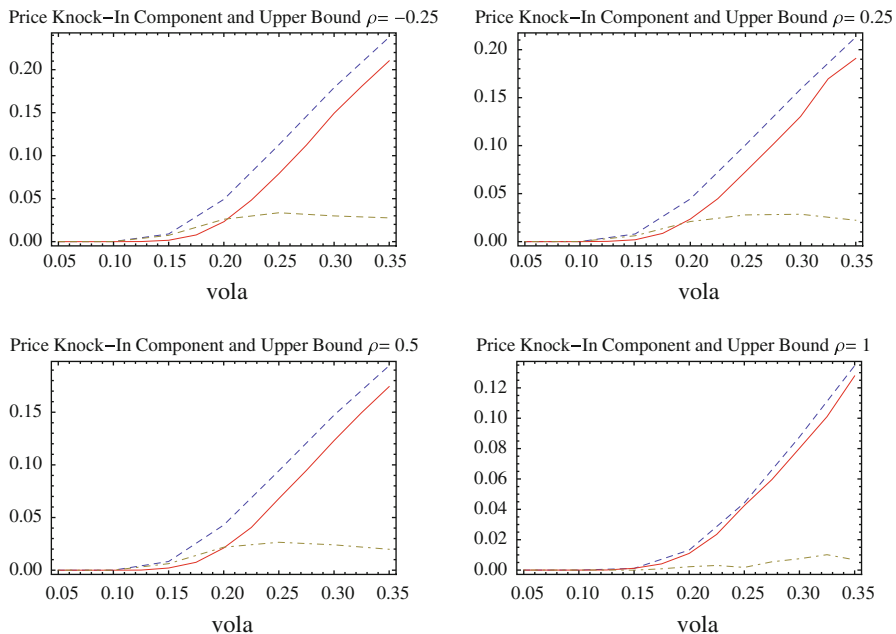 Price Knock−In Component and Upper Bound ρ= −0.25
0.20
0.15
0.10
0.05
0.00
0.05 0.10 0.15 0.20 0.25 0.30 0.35
vola
Price Knock−In Component and Upper Bound ρ= 0.25
0.20
0.15
0.10
0.05
0.00
0.05 0.10 0.15 0.20 0.25 0.30 0.35
vola
Price Knock−In Component and Upper Bound ρ= 0.5
0.15
0.10
0.05
0.00
0.05 0.10 0.15 0.20 0.25 0.30 0.35
vola
Price Knock−In Component and Upper Bound ρ= 1
0.12
0.10
0.08
0.06
0.04
0.02
0.00
0.05 0.10 0.15 0.20 0.25 0.30 0.35
vola